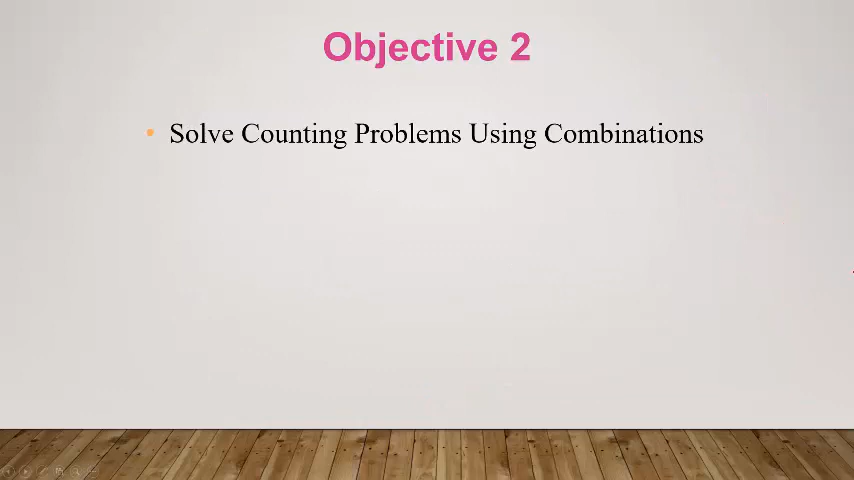 Objective 2
• Solve Counting Problems Using Combinations